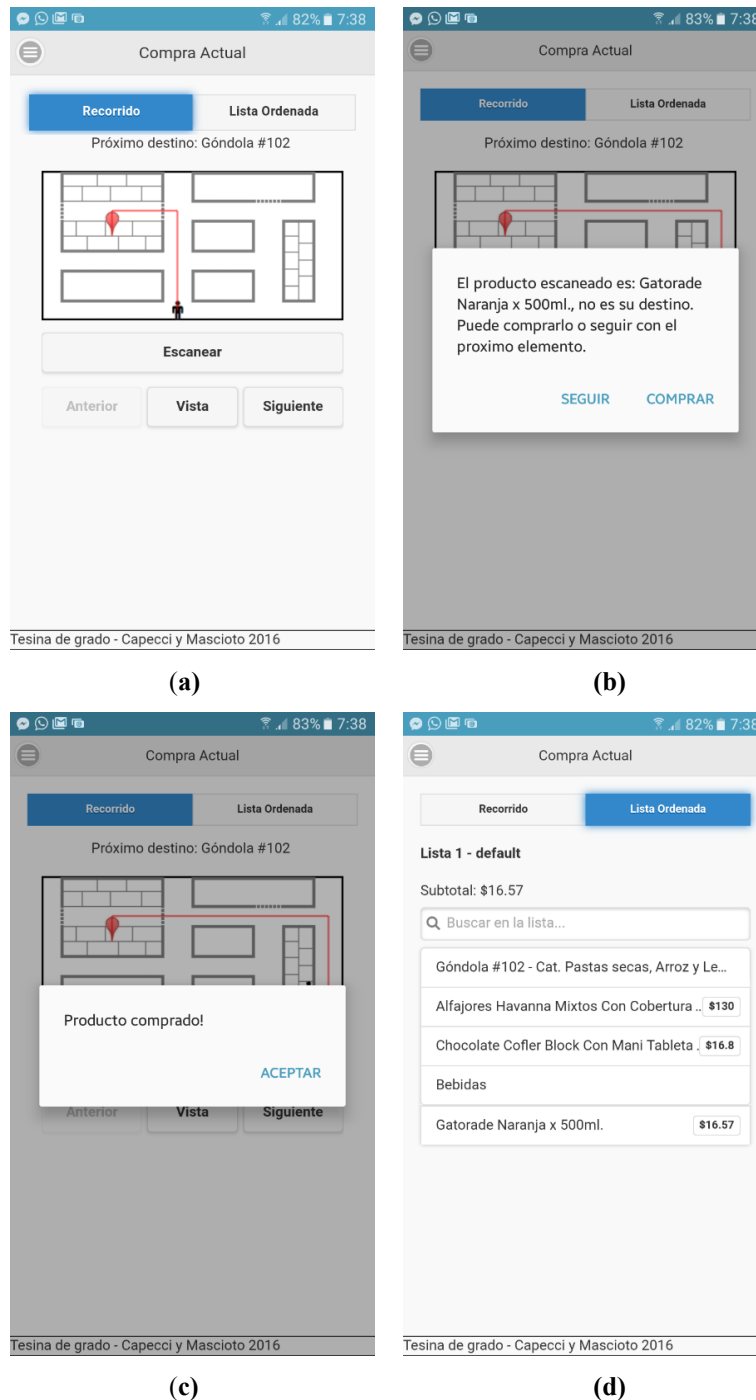 82% 7:38
Compra Actual
Recorrido
Lista Ordenada
Próximo destino: Góndola #102
Escanear
Anterior
Vista
Siguiente
Tesina de grado - Capecci y Mascioto 2016
(a)
83% 7:38
Compra Actual
Recorrido
Lista Ordenada
Próximo destino: Góndola #102
El producto escaneado es: Gatorade
Naranja x 500ml., no es su destino.
Puede comprarlo o seguir con el
proximo elemento.
SEGUIR
COMPRAR
Tesina de grado - Capecci y Mascioto 2016
(b)
83% 7:38
Compra Actual
Recorrido
Lista Ordenada
Próximo destino: Góndola #102
Producto comprado!
ACEPTAR
Anterior
Vista
Siguiente
Tesina de grado - Capecci y Mascioto 2016
(c)
82% 7:38
Compra Actual
Recorrido
Lista Ordenada
Lista 1 - default
Subtotal: $16.57
Buscar en la lista...
Góndola #102 - Cat. Pastas secas, Arroz y Le...
Alfajores Havanna Mixtos Con Cobertura .. $130
Chocolate Cofler Block Con Mani Tableta . $16.8
Bebidas
Gatorade Naranja x 500ml. $16.57
Tesina de grado - Capecci y Mascioto 2016
(d)